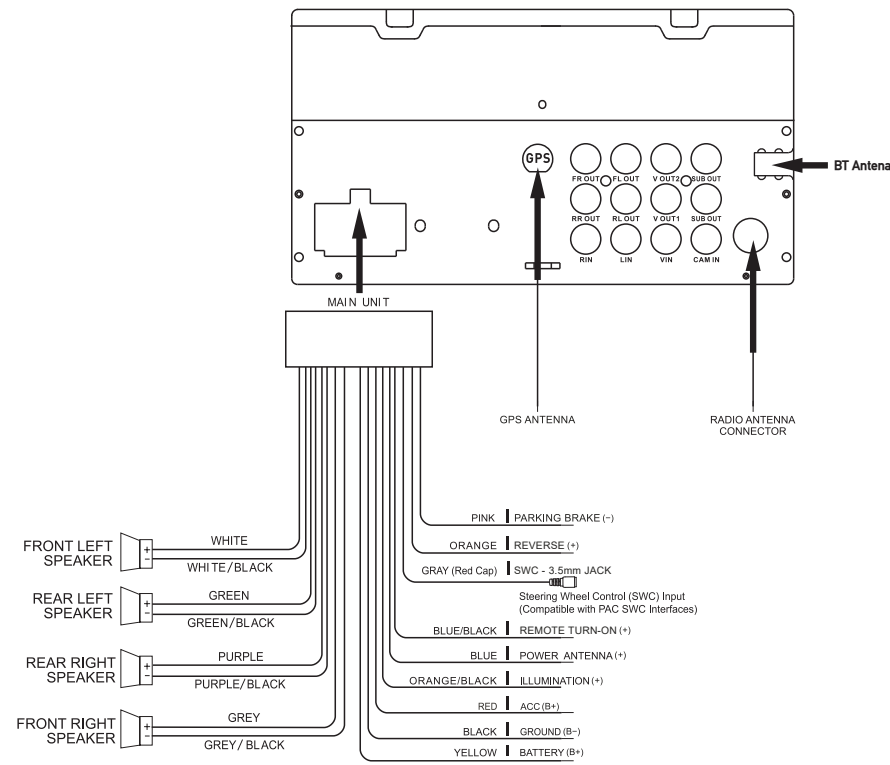 GPS
FR OUT FL OUT V OUT2 SUB OUT
BT Antena
RR OUT RL OUT V OUT1 SUB OUT
RIN LIN VIN CAM IN
MAIN UNIT
GPS ANTENNA
RADIO ANTENNA
CONNECTOR
PINK PARKING BRAKE (−)
ORANGE REVERSE (+)
GRAY (Red Cap) SWC - 3.5mm JACK
Steering Wheel Control (SWC) Input
(Compatible with PAC SWC Interfaces)
BLUE/BLACK REMOTE TURN-ON (+)
BLUE POWER ANTENNA (+)
ORANGE/BLACK ILLUMINATION (+)
RED ACC (B+)
BLACK GROUND (B−)
YELLOW BATTERY (B+)
FRONT LEFT
SPEAKER
+ WHITE
− WHITE/BLACK
REAR LEFT
SPEAKER
+ GREEN
− GREEN/BLACK
REAR RIGHT
SPEAKER
+ PURPLE
− PURPLE/BLACK
FRONT RIGHT
SPEAKER
+ GREY
− GREY/BLACK